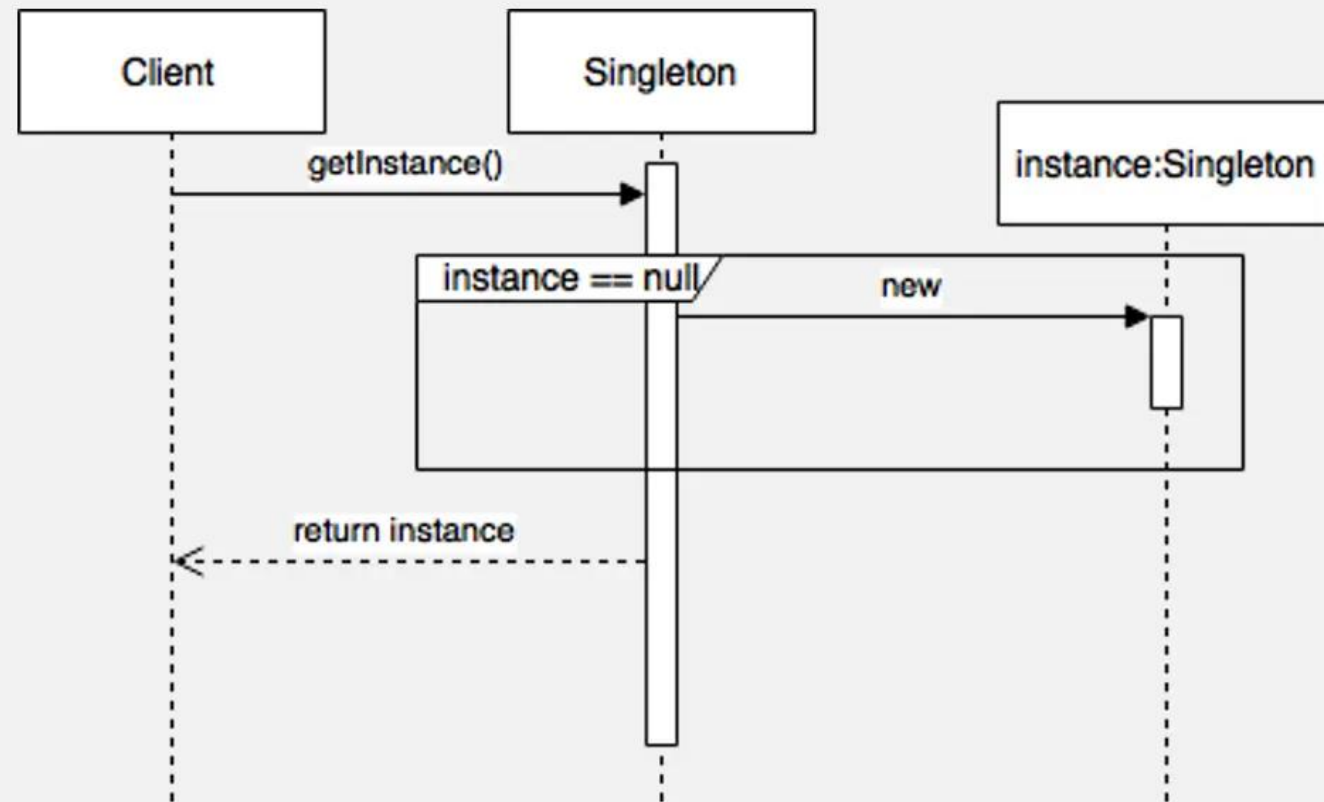 Client
Singleton
instance:Singleton
getInstance()
instance == null
new
return instance